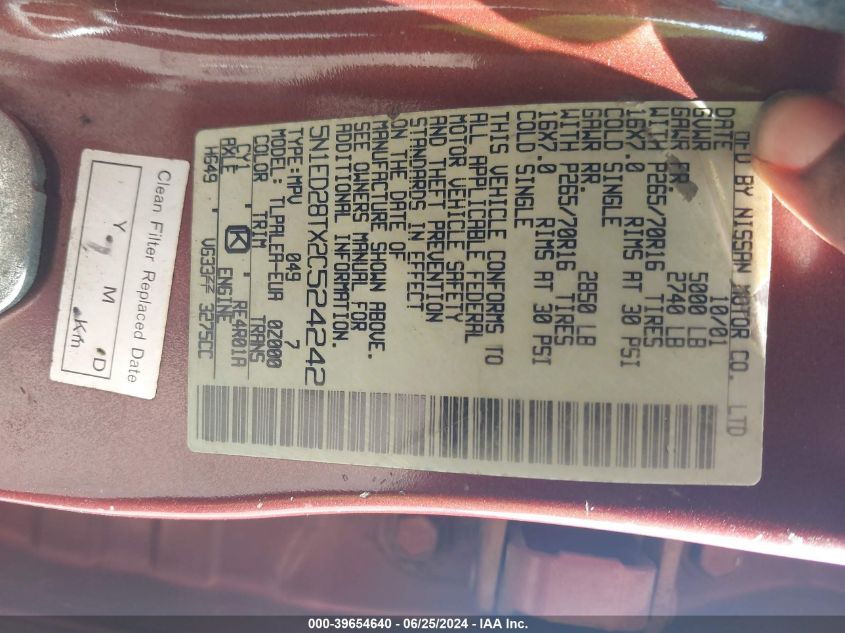 MFD BY NISSAN MOTOR CO. LTD
DATE 10/01
GVWR 5000 LB
GAWR FR. 2740 LB
WITH P265/70R16 TIRES
16X7.0 RIMS AT 30 PSI
COLD SINGLE
GAWR RR. 2850 LB
WITH P265/70R16 TIRES
16X7.0 RIMS AT 30 PSI
COLD SINGLE
THIS VEHICLE CONFORMS TO
ALL APPLICABLE FEDERAL
MOTOR VEHICLE SAFETY
AND THEFT PREVENTION
STANDARDS IN EFFECT
ON THE DATE OF
MANUFACTURE SHOWN ABOVE.
SEE OWNERS MANUAL FOR
ADDITIONAL INFORMATION.
5N1ED28TX2C524242
TYPE:MPV 049 7
MODEL: TLPALEA-EUA 0Z000
COLOR TRIM TRANS
CYL K ENGINE RE4R01A
AXLE
H649 VG33 3275CC
Clean Filter Replaced Date
Y M D
Km
000-39654640 / 06/25/2024 - IAA Inc.